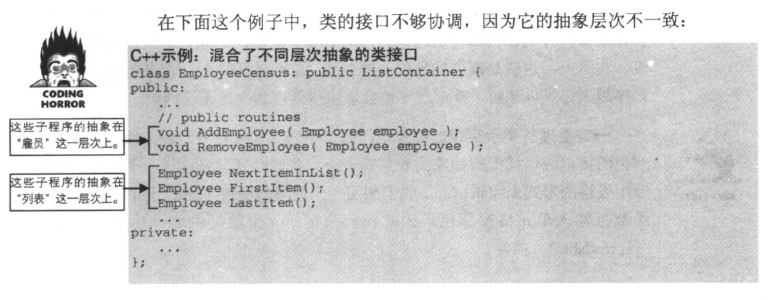 在下面这个例子中，类的接口不够协调，因为它的抽象层次不一致：
CODING
HORROR
C++示例：混合了不同层次抽象的类接口
class EmployeeCensus: public ListContainer {
public:
...
// public routines
这些子程序的抽象在
“雇员”这一层次上。
void AddEmployee( Employee employee );
void RemoveEmployee( Employee employee );
这些子程序的抽象在
“列表”这一层次上。
Employee NextItemInList();
Employee FirstItem();
Employee LastItem();
...
private:
...
};